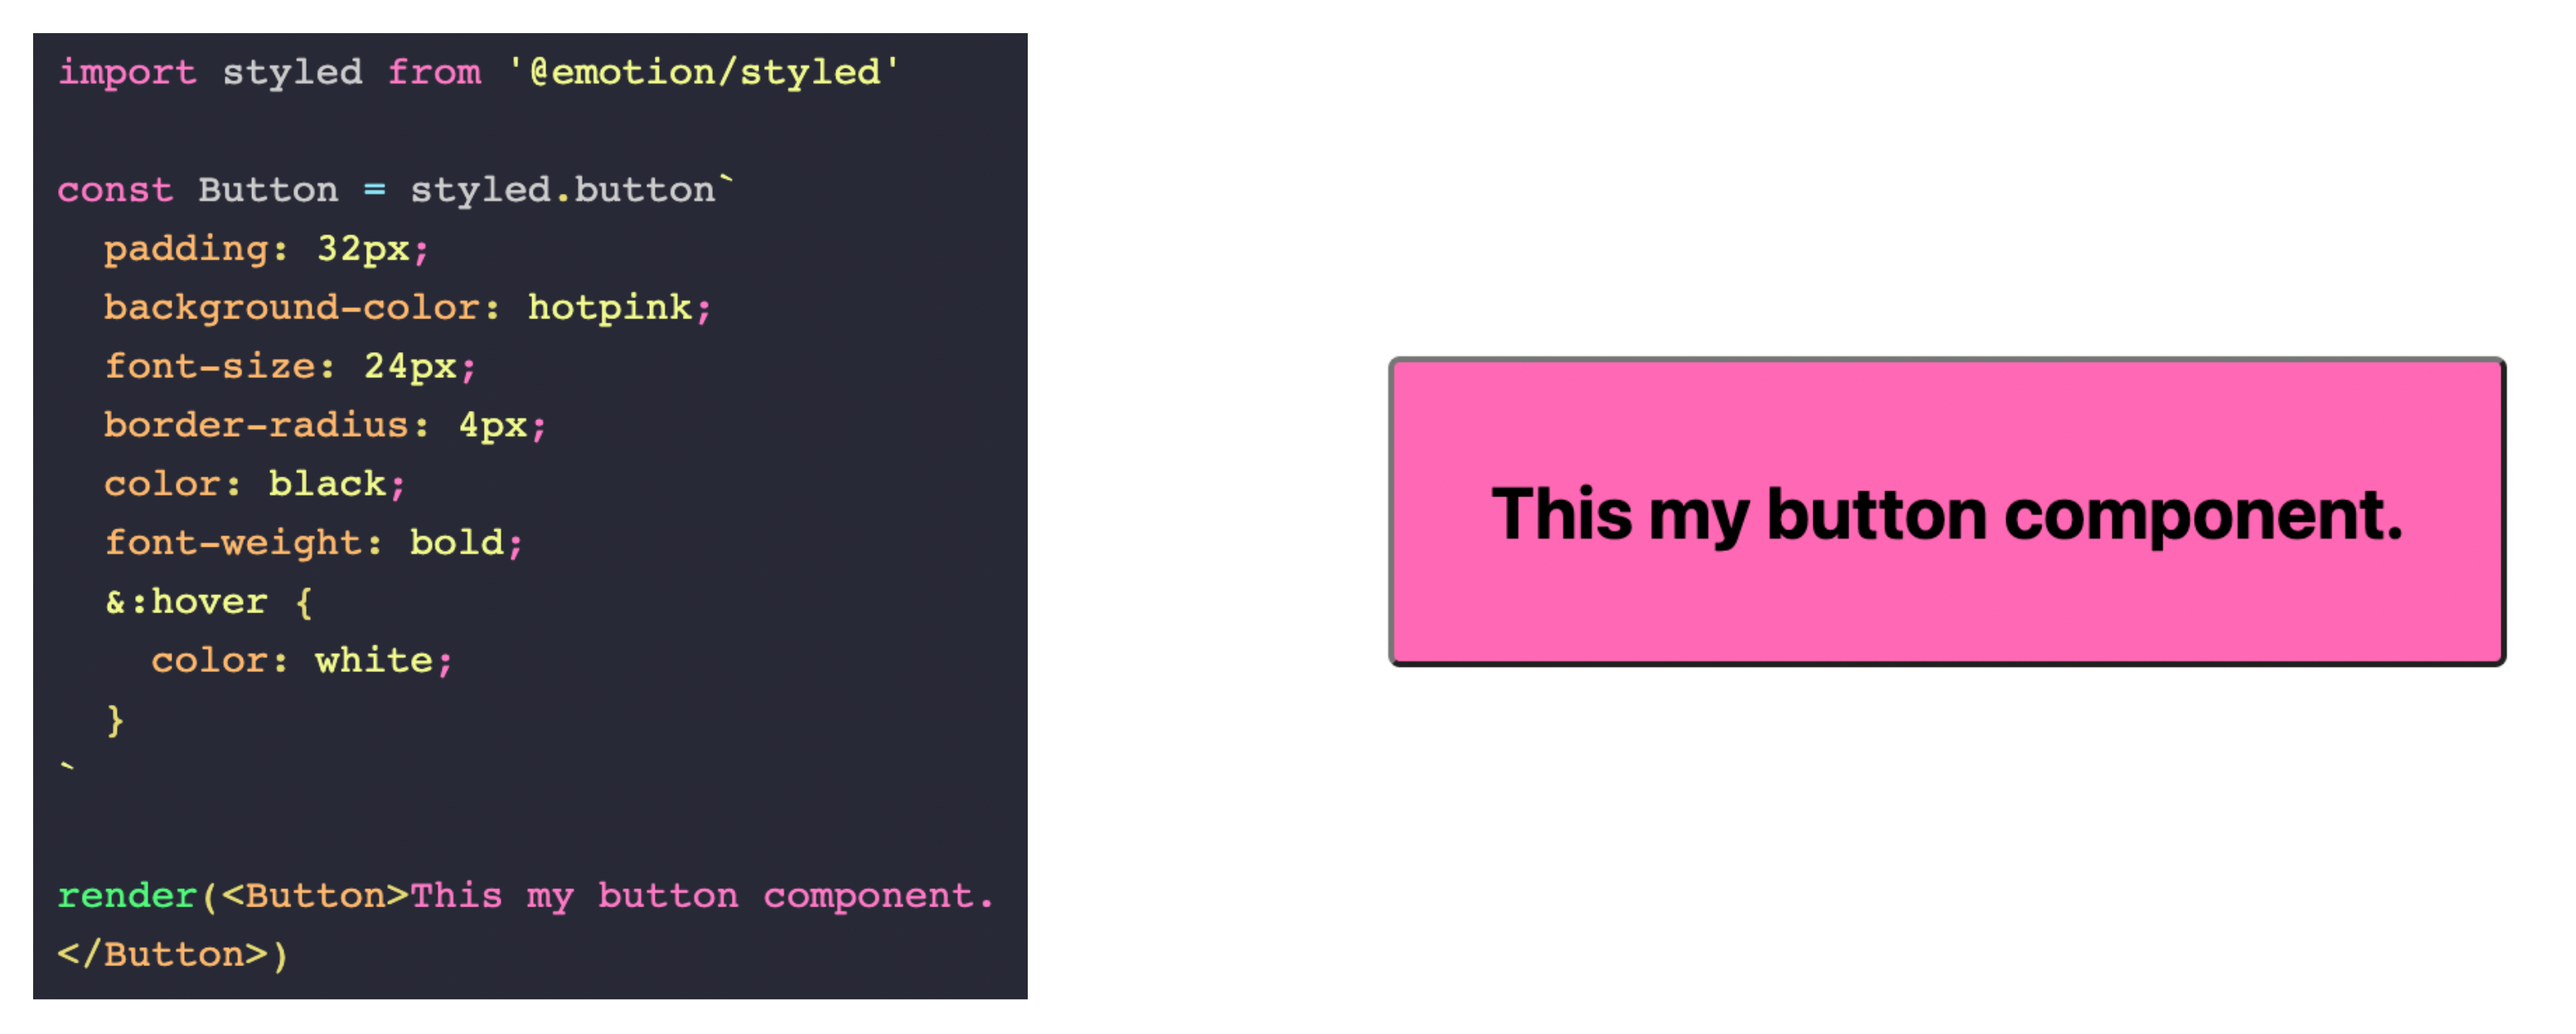 import styled from '@emotion/styled'
const Button = styled.button`
  padding: 32px;
  background-color: hotpink;
  font-size: 24px;
  border-radius: 4px;
  color: black;
  font-weight: bold;
  &:hover {
    color: white;
  }
`
render(<Button>This my button component.
</Button>)
This my button component.